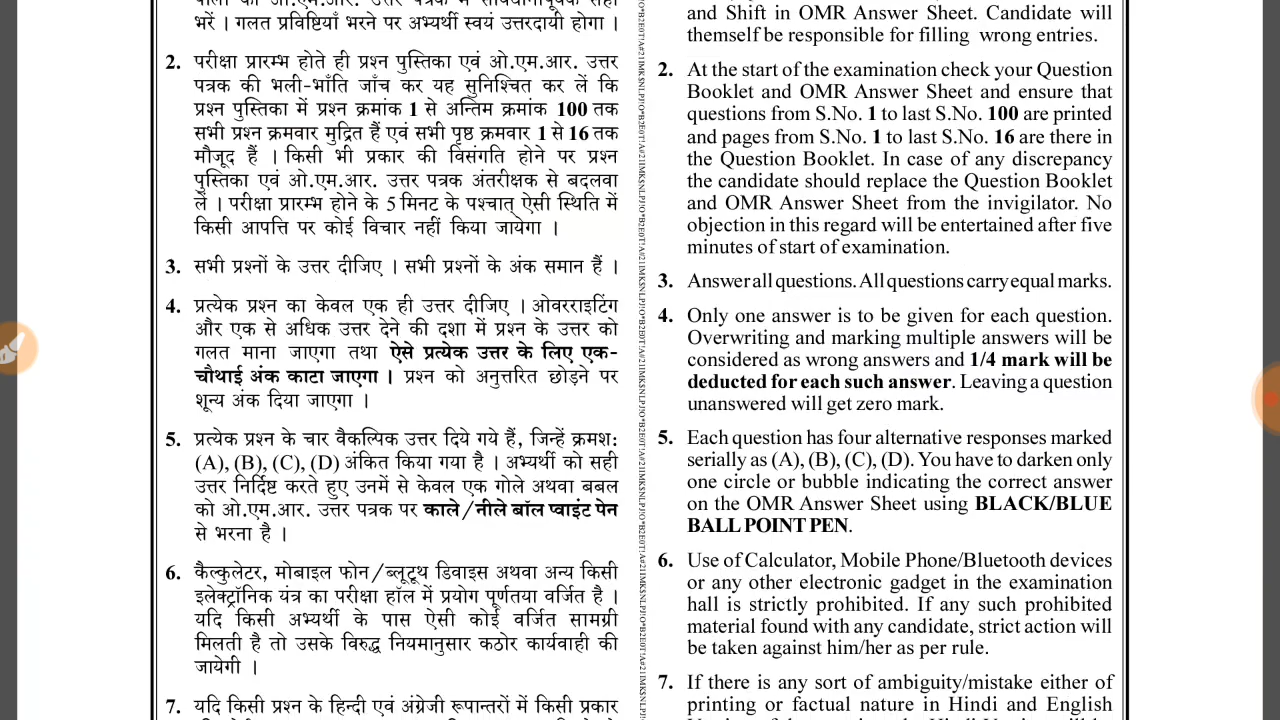 भरें । गलत प्रविष्टियाँ भरने पर अभ्यर्थी स्वयं उत्तरदायी होगा ।
2. परीक्षा प्रारम्भ होते ही प्रश्न पुस्तिका एवं ओ.एम.आर. उत्तर
पत्रक की भली-भाँति जाँच कर यह सुनिश्चित कर लें कि
प्रश्न पुस्तिका में प्रश्न क्रमांक 1 से अन्तिम क्रमांक 100 तक
सभी प्रश्न क्रमवार मुद्रित हैं एवं सभी पृष्ठ क्रमवार 1 से 16 तक
मौजूद हैं । किसी भी प्रकार की विसंगति होने पर प्रश्न
पुस्तिका एवं ओ.एम.आर. उत्तर पत्रक अंतरीक्षक से बदलवा
लें । परीक्षा प्रारम्भ होने के 5 मिनट के पश्चात् ऐसी स्थिति में
किसी आपत्ति पर कोई विचार नहीं किया जायेगा ।
3. सभी प्रश्नों के उत्तर दीजिए । सभी प्रश्नों के अंक समान हैं ।
4. प्रत्येक प्रश्न का केवल एक ही उत्तर दीजिए । ओवरराइटिंग
और एक से अधिक उत्तर देने की दशा में प्रश्न के उत्तर को
गलत माना जाएगा तथा ऐसे प्रत्येक उत्तर के लिए एक-
चौथाई अंक काटा जाएगा । प्रश्न को अनुत्तरित छोड़ने पर
शून्य अंक दिया जाएगा ।
5. प्रत्येक प्रश्न के चार वैकल्पिक उत्तर दिये गये हैं, जिन्हें क्रमश:
(A), (B), (C), (D) अंकित किया गया है । अभ्यर्थी को सही
उत्तर निर्दिष्ट करते हुए उनमें से केवल एक गोले अथवा बबल
को ओ.एम.आर. उत्तर पत्रक पर काले/नीले बॉल प्वाइंट पेन
से भरना है ।
6. कैल्कुलेटर, मोबाइल फोन/ब्लूटूथ डिवाइस अथवा अन्य किसी
इलेक्ट्रॉनिक यंत्र का परीक्षा हॉल में प्रयोग पूर्णतया वर्जित है ।
यदि किसी अभ्यर्थी के पास ऐसी कोई वर्जित सामग्री
मिलती है तो उसके विरुद्ध नियमानुसार कठोर कार्यवाही की
जायेगी ।
7. यदि किसी प्रश्न के हिन्दी एवं अंग्रेजी रूपान्तरों में किसी प्रकार
and Shift in OMR Answer Sheet. Candidate will
themself be responsible for filling wrong entries.
2. At the start of the examination check your Question
Booklet and OMR Answer Sheet and ensure that
questions from S.No. 1 to last S.No. 100 are printed
and pages from S.No. 1 to last S.No. 16 are there in
the Question Booklet. In case of any discrepancy
the candidate should replace the Question Booklet
and OMR Answer Sheet from the invigilator. No
objection in this regard will be entertained after five
minutes of start of examination.
3. Answer all questions. All questions carry equal marks.
4. Only one answer is to be given for each question.
Overwriting and marking multiple answers will be
considered as wrong answers and 1/4 mark will be
deducted for each such answer. Leaving a question
unanswered will get zero mark.
5. Each question has four alternative responses marked
serially as (A), (B), (C), (D). You have to darken only
one circle or bubble indicating the correct answer
on the OMR Answer Sheet using BLACK/BLUE
BALL POINT PEN.
6. Use of Calculator, Mobile Phone/Bluetooth devices
or any other electronic gadget in the examination
hall is strictly prohibited. If any such prohibited
material found with any candidate, strict action will
be taken against him/her as per rule.
7. If there is any sort of ambiguity/mistake either of
printing or factual nature in Hindi and English